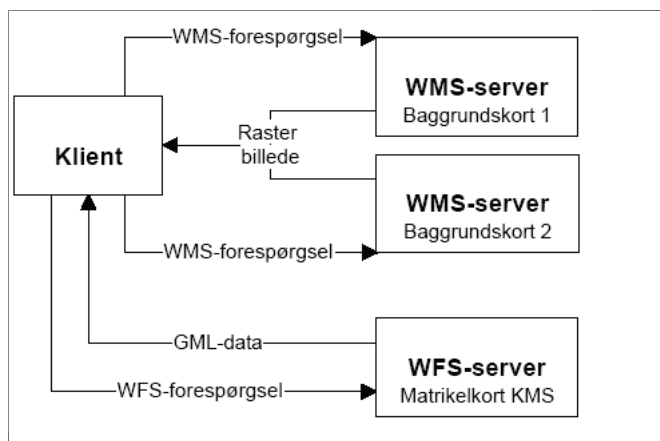 WMS-forespørgsel
WMS-server
Baggrundskort 1
Klient
Raster
billede
WMS-server
Baggrundskort 2
WMS-forespørgsel
GML-data
WFS-server
Matrikelkort KMS
WFS-forespørgsel